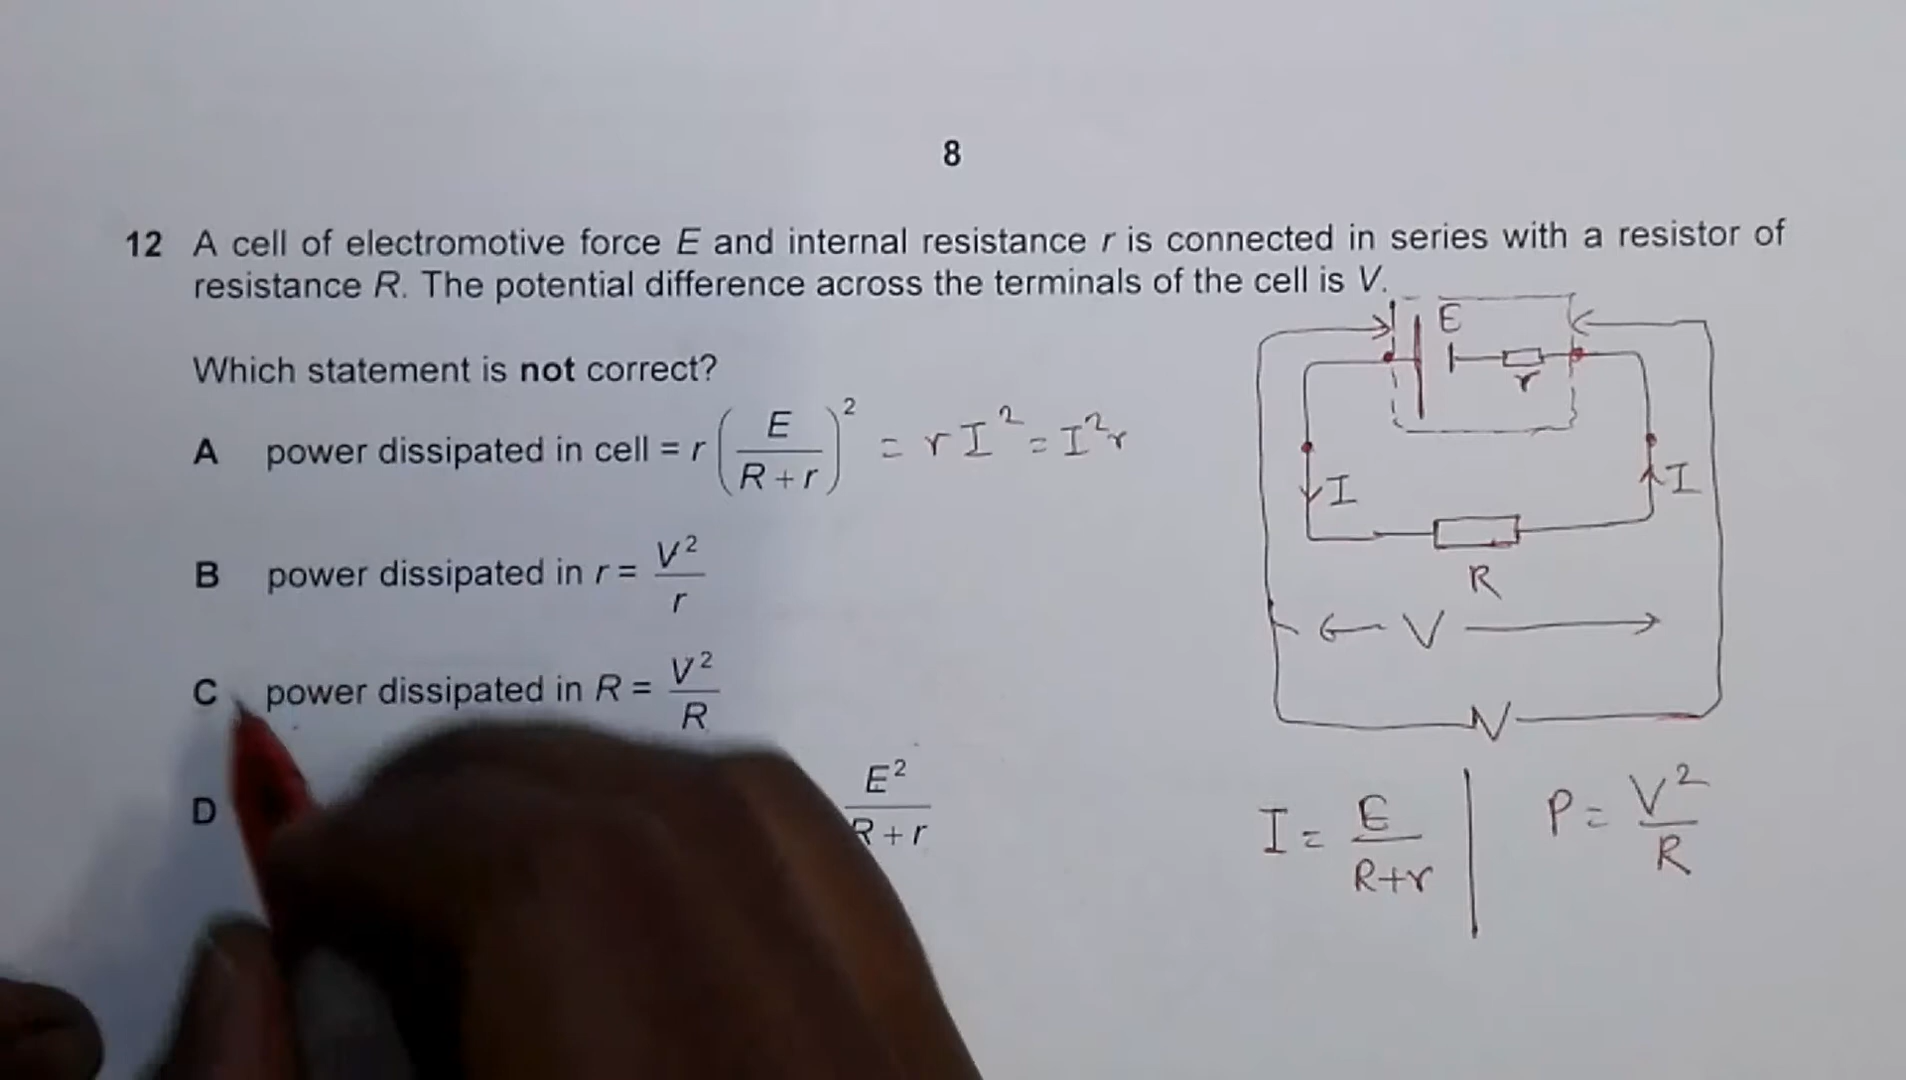 8
12 A cell of electromotive force E and internal resistance r is connected in series with a resistor of
resistance R. The potential difference across the terminals of the cell is V.
Which statement is not correct?
A power dissipated in cell = r (E / (R + r))² = r I² = I² r
B power dissipated in r = V² / r
C power dissipated in R = V² / R
D E² / (R + r)
E
r
I
I
R
V
V
I = E / (R+r)
P = V² / R